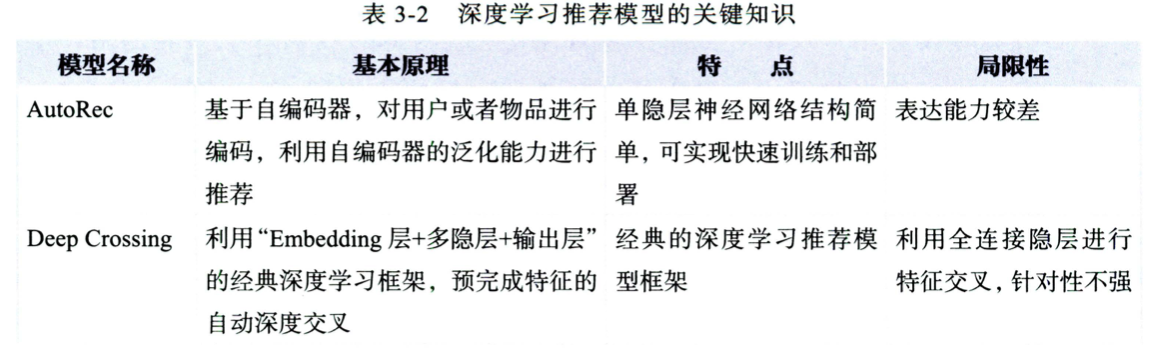 表 3-2 深度学习推荐模型的关键知识
模型名称 基本原理 特 点 局限性
AutoRec 基于自编码器，对用户或者物品进行 单隐层神经网络结构简 表达能力较差
编码，利用自编码器的泛化能力进行 单，可实现快速训练和部
推荐 署
Deep Crossing 利用“Embedding 层+多隐层+输出层” 经典的深度学习推荐模 利用全连接隐层进行
的经典深度学习框架，预完成特征的 型框架 特征交叉，针对性不强
自动深度交叉